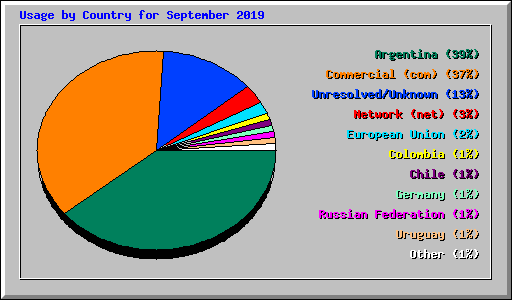 Usage by Country for September 2019
Argentina (39%)
Commercial (com) (37%)
Unresolved/Unknown (13%)
Network (net) (3%)
European Union (2%)
Colombia (1%)
Chile (1%)
Germany (1%)
Russian Federation (1%)
Uruguay (1%)
Other (1%)